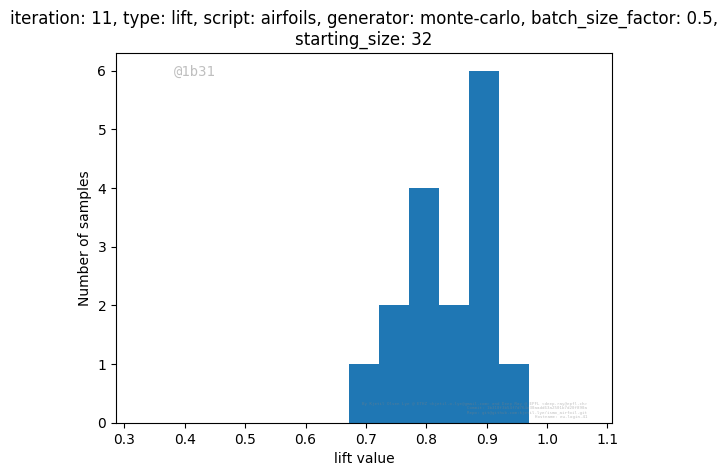 iteration: 11, type: lift, script: airfoils, generator: monte-carlo, batch_size_factor: 0.5,
starting_size: 32
@1b31
6
5
4
3
2
1
0
Number of samples
0.3 0.4 0.5 0.6 0.7 0.8 0.9 1.0 1.1
lift value